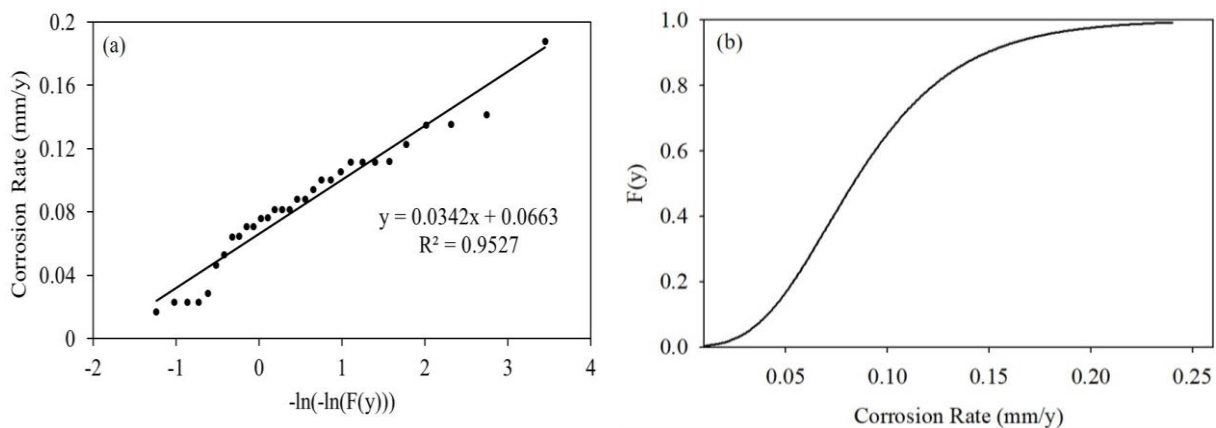 (a)
Corrosion Rate (mm/y)
0.2
0.16
0.12
0.08
0.04
0
y = 0.0342x + 0.0663
R² = 0.9527
-2 -1 0 1 2 3 4
-ln(-ln(F(y)))
(b)
F(y)
1.0
0.8
0.6
0.4
0.2
0.0
0.05 0.10 0.15 0.20 0.25
Corrosion Rate (mm/y)